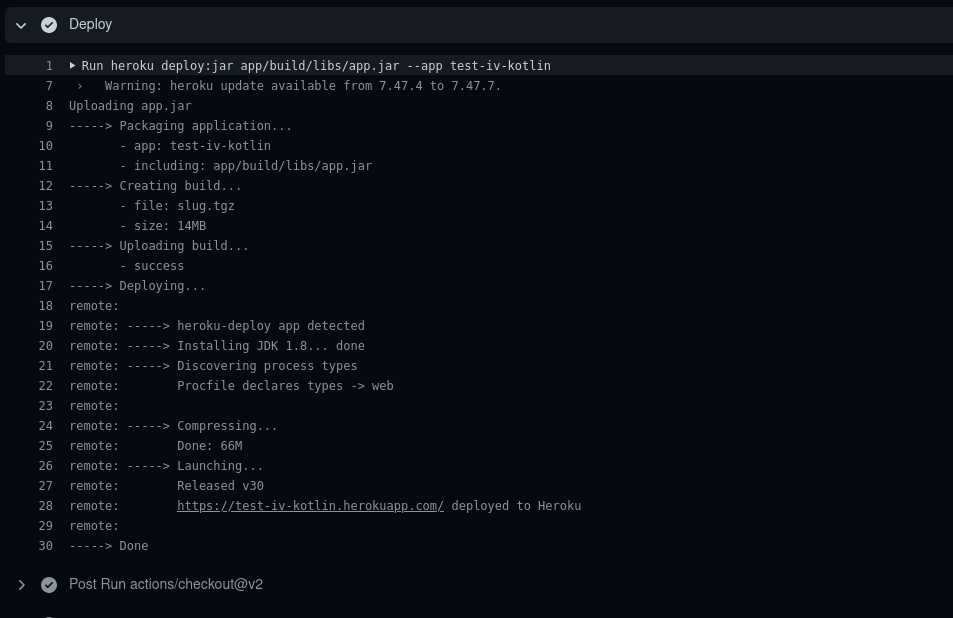 Deploy
1 Run heroku deploy:jar app/build/libs/app.jar --app test-iv-kotlin
7 › Warning: heroku update available from 7.47.4 to 7.47.7.
8 Uploading app.jar
9 -----> Packaging application...
10 - app: test-iv-kotlin
11 - including: app/build/libs/app.jar
12 -----> Creating build...
13 - file: slug.tgz
14 - size: 14MB
15 -----> Uploading build...
16 - success
17 -----> Deploying...
18 remote:
19 remote: -----> heroku-deploy app detected
20 remote: -----> Installing JDK 1.8... done
21 remote: -----> Discovering process types
22 remote: Procfile declares types -> web
23 remote:
24 remote: -----> Compressing...
25 remote: Done: 66M
26 remote: -----> Launching...
27 remote: Released v30
28 remote: https://test-iv-kotlin.herokuapp.com/ deployed to Heroku
29 remote:
30 -----> Done
Post Run actions/checkout@v2